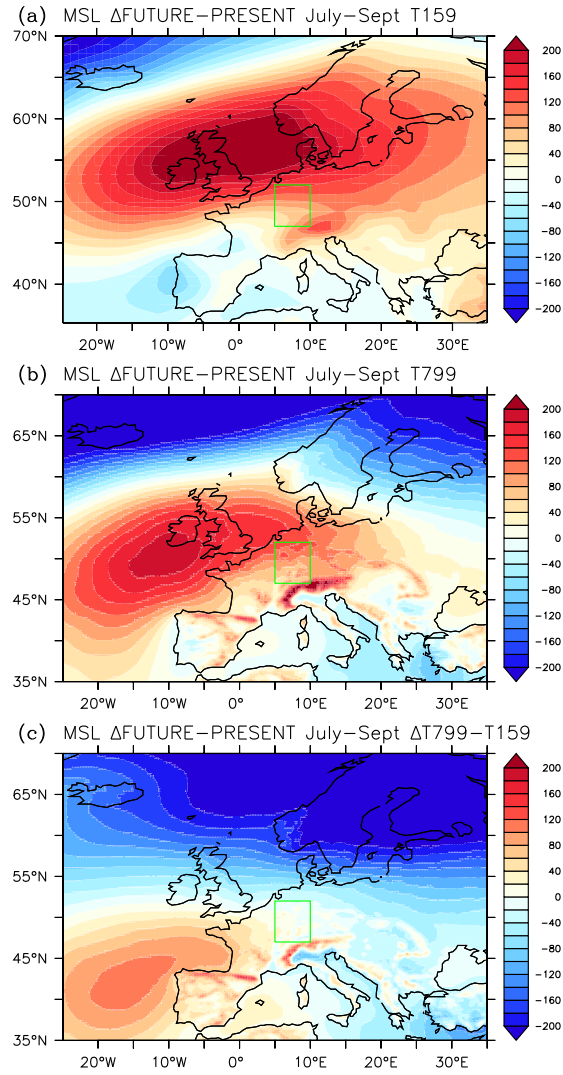 (a) MSL ΔFUTURE−PRESENT July−Sept T159
70°N
60°N
50°N
40°N
20°W 10°W 0° 10°E 20°E 30°E
200
160
120
80
40
0
−40
−80
−120
−160
−200
(b) MSL ΔFUTURE−PRESENT July−Sept T799
65°N
55°N
45°N
35°N
20°W 10°W 0° 10°E 20°E 30°E
200
160
120
80
40
0
−40
−80
−120
−160
−200
(c) MSL ΔFUTURE−PRESENT July−Sept ΔT799−T159
65°N
55°N
45°N
35°N
20°W 10°W 0° 10°E 20°E 30°E
200
160
120
80
40
0
−40
−80
−120
−160
−200